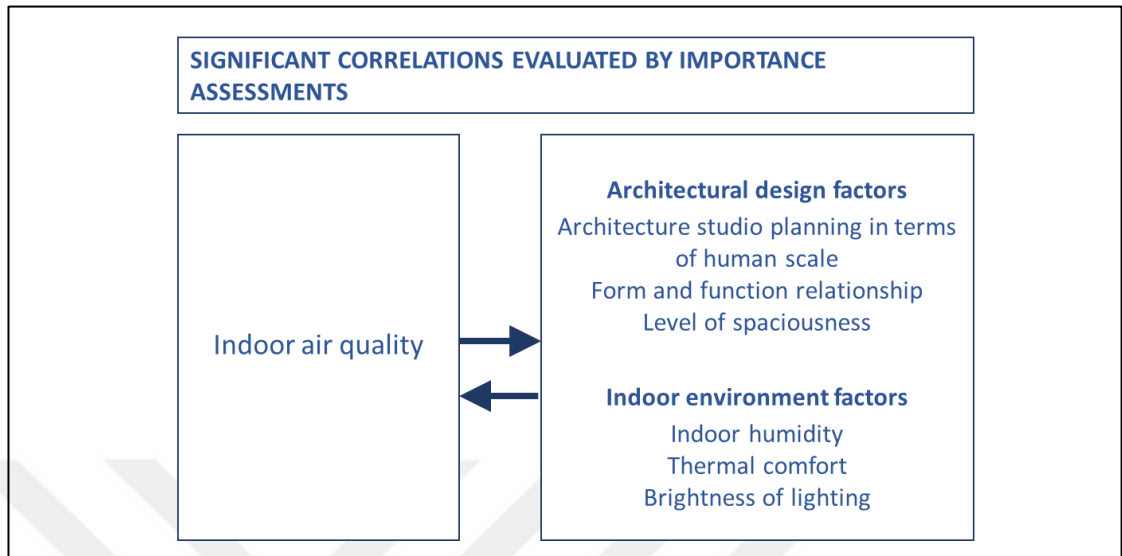 SIGNIFICANT CORRELATIONS EVALUATED BY IMPORTANCE
ASSESSMENTS
Indoor air quality
Architectural design factors
Architecture studio planning in terms
of human scale
Form and function relationship
Level of spaciousness
Indoor environment factors
Indoor humidity
Thermal comfort
Brightness of lighting